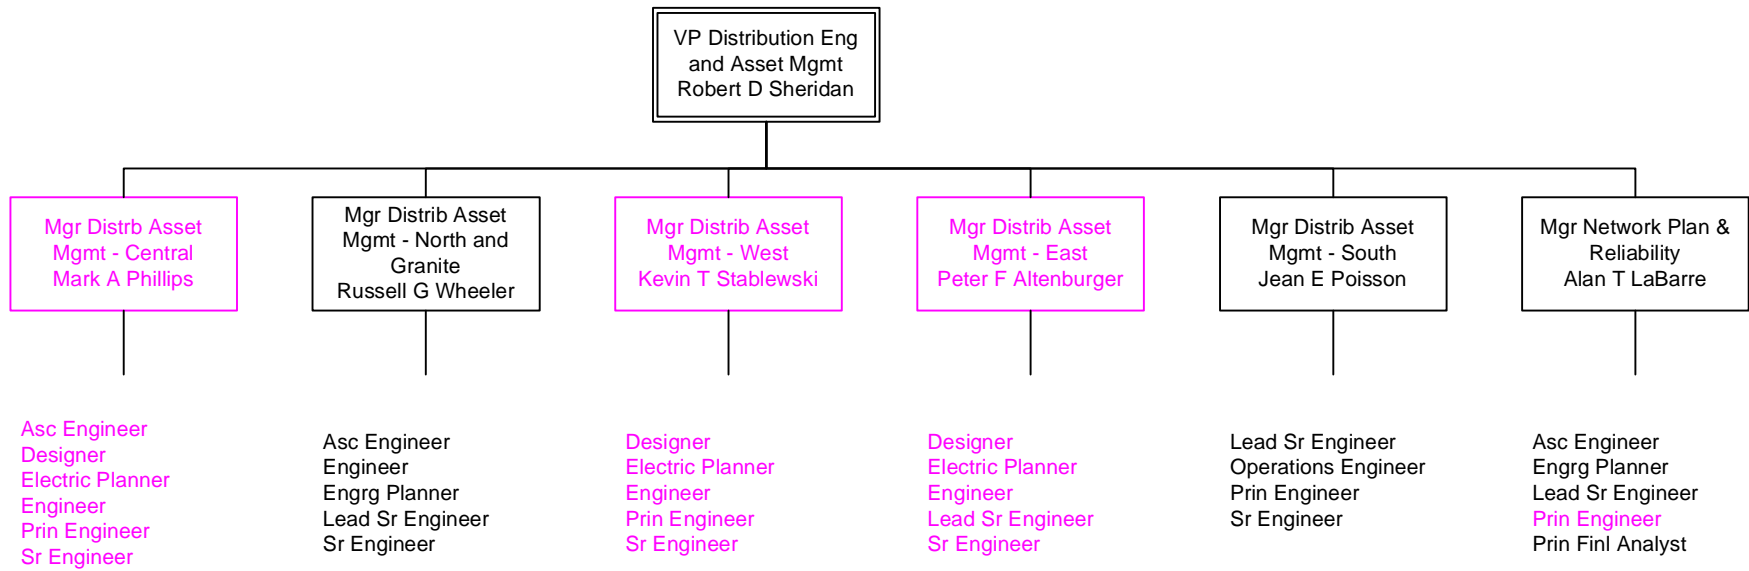 VP Distribution Eng
and Asset Mgmt
Robert D Sheridan
Mgr Distrb Asset
Mgmt - Central
Mark A Phillips
Mgr Distrib Asset
Mgmt - North and
Granite
Russell G Wheeler
Mgr Distrib Asset
Mgmt - West
Kevin T Stablewski
Mgr Distrib Asset
Mgmt - East
Peter F Altenburger
Mgr Distrib Asset
Mgmt - South
Jean E Poisson
Mgr Network Plan &
Reliability
Alan T LaBarre
Asc Engineer
Designer
Electric Planner
Engineer
Prin Engineer
Sr Engineer
Asc Engineer
Engineer
Engrg Planner
Lead Sr Engineer
Sr Engineer
Designer
Electric Planner
Engineer
Prin Engineer
Sr Engineer
Designer
Electric Planner
Engineer
Lead Sr Engineer
Sr Engineer
Lead Sr Engineer
Operations Engineer
Prin Engineer
Sr Engineer
Asc Engineer
Engrg Planner
Lead Sr Engineer
Prin Engineer
Prin Finl Analyst